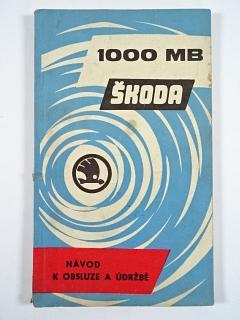 1000 MB
ŠKODA
NÁVOD
K OBSLUZE A ÚDRŽBĚ